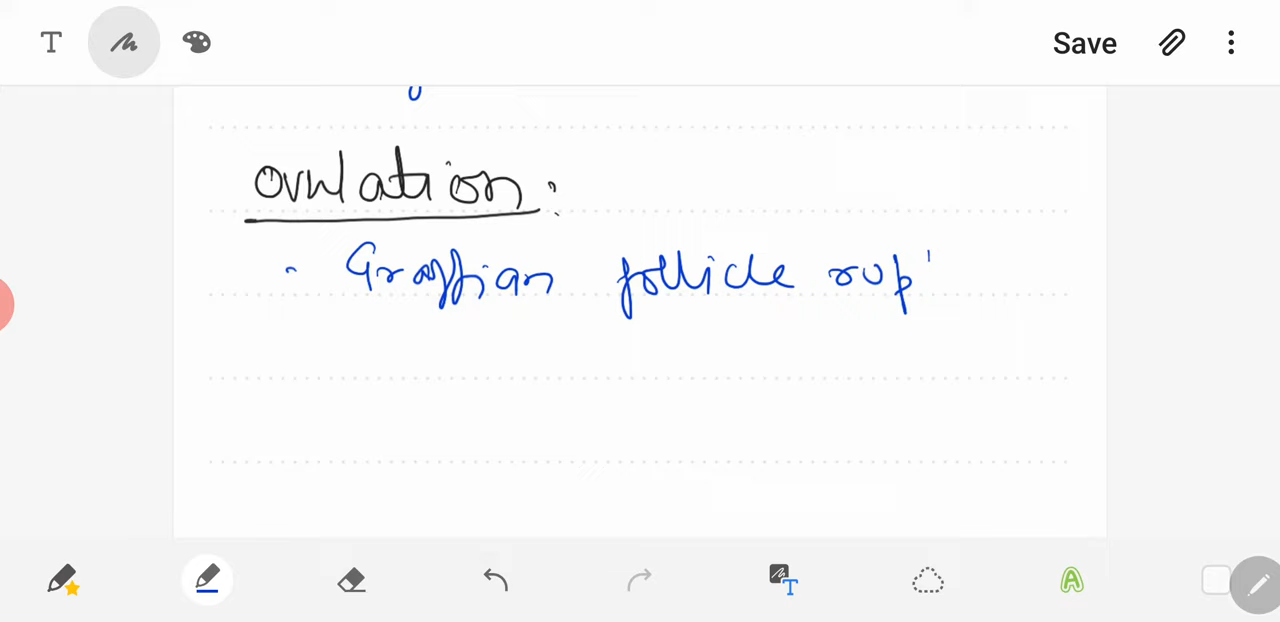 T Save
ovulation:
• Graffian follicle rup